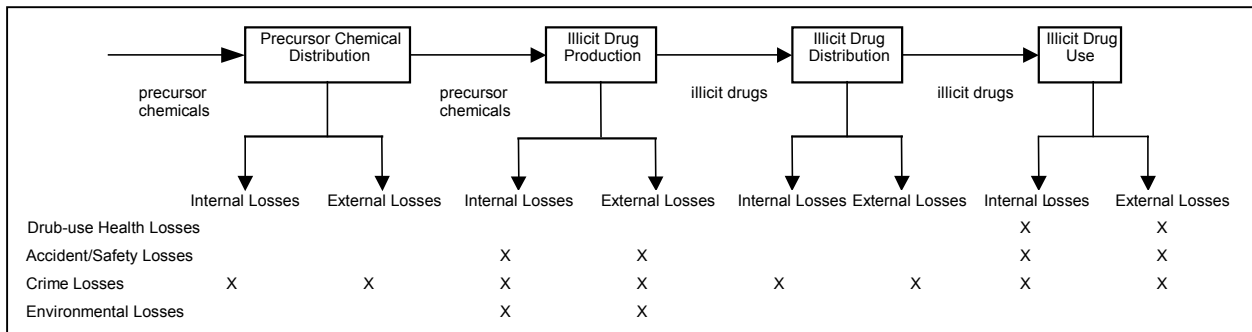 Precursor Chemical
Distribution
Illicit Drug
Production
Illicit Drug
Distribution
Illicit Drug
Use
precursor
chemicals
precursor
chemicals
illicit drugs
illicit drugs
Internal Losses
External Losses
Internal Losses
External Losses
Internal Losses
External Losses
Internal Losses
External Losses
Drub-use Health Losses X X
Accident/Safety Losses X X X X
Crime Losses X X X X X X X X
Environmental Losses X X